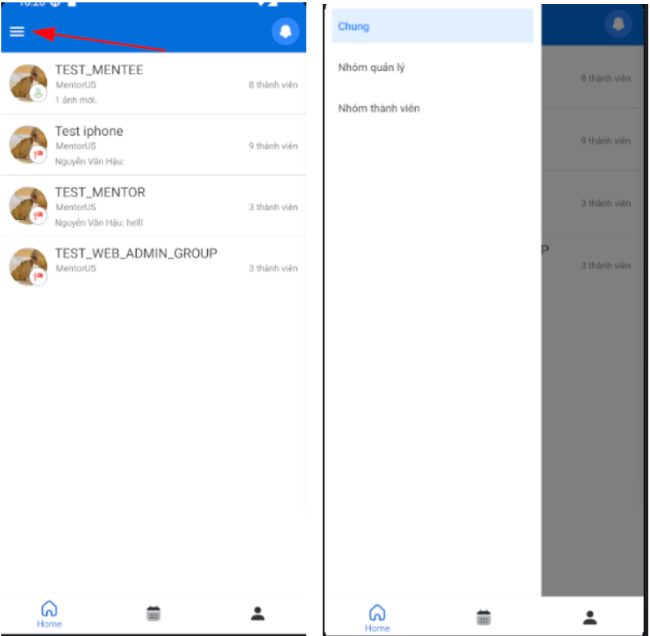 TEST_MENTEE
MentorUS
8 thành viên
1 ảnh mới.
Test iphone
MentorUS
9 thành viên
Nguyễn Văn Hậu:
TEST_MENTOR
MentorUS
3 thành viên
Nguyễn Văn Hậu: helll
TEST_WEB_ADMIN_GROUP
MentorUS
3 thành viên
Home
Chung
Nhóm quản lý
Nhóm thành viên
8 thành viên
9 thành viên
3 thành viên
P
3 thành viên
Home